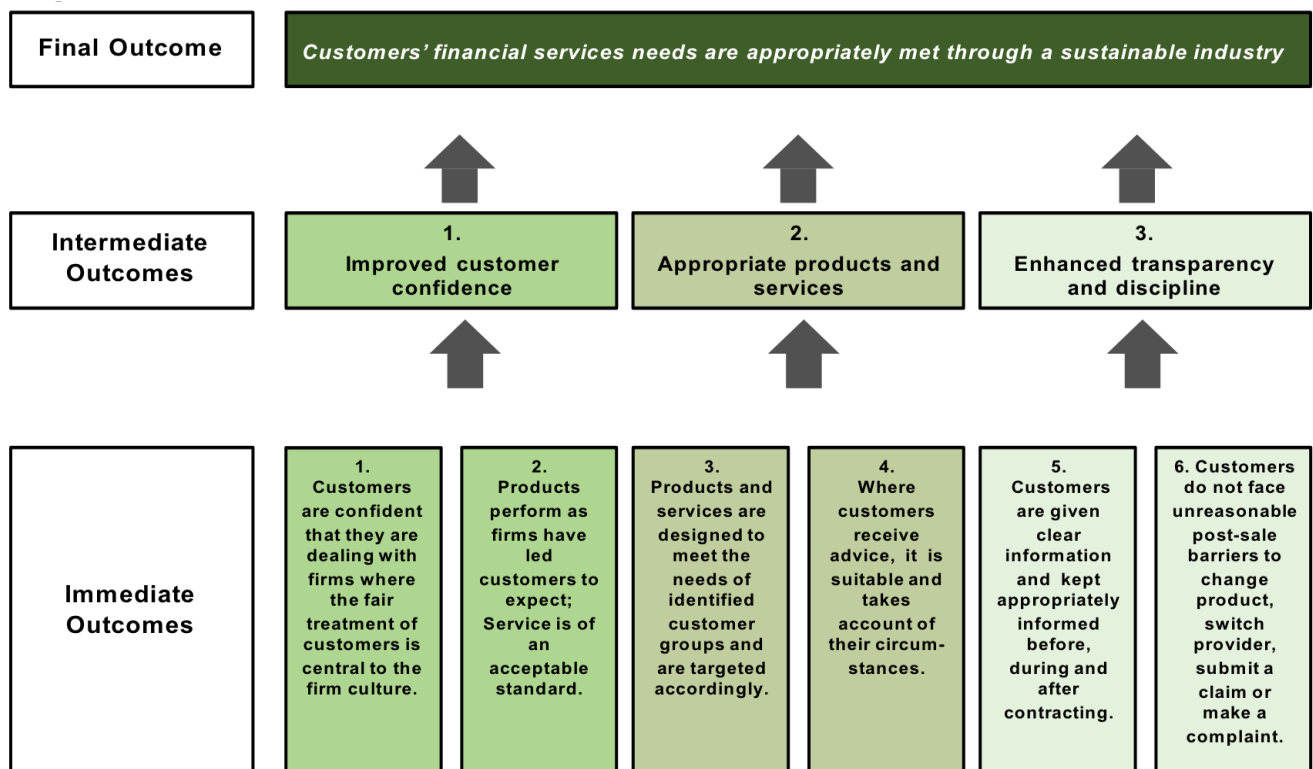 Final Outcome
Customers' financial services needs are appropriately met through a sustainable industry
Intermediate
Outcomes
1.
Improved customer
confidence
2.
Appropriate products and
services
3.
Enhanced transparency
and discipline
Immediate
Outcomes
1.
Customers
are confident
that they are
dealing with
firms where
the fair
treatment of
customers is
central to the
firm culture.
2.
Products
perform as
firms have
led
customers to
expect;
Service is of
an
acceptable
standard.
3.
Products and
services are
designed to
meet the
needs of
identified
customer
groups and
are targeted
accordingly.
4.
Where
customers
receive
advice, it is
suitable and
takes
account of
their circum-
stances.
5.
Customers
are given
clear
information
and kept
appropriately
informed
before,
during and
after
contracting.
6. Customers
do not face
unreasonable
post-sale
barriers to
change
product,
switch
provider,
submit a
claim or
make a
complaint.